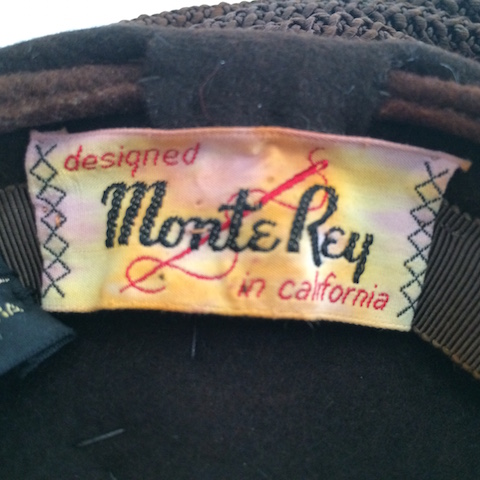 designed
Monte Rey
in california